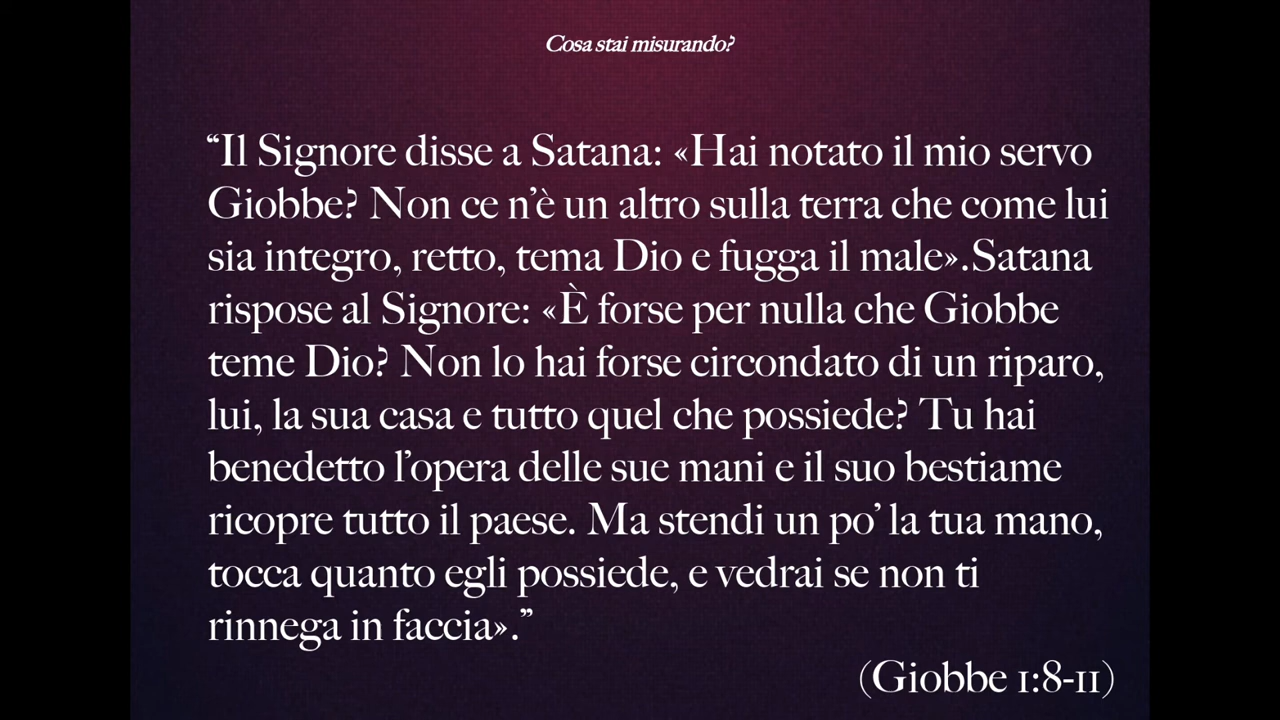 Cosa stai misurando?
“Il Signore disse a Satana: «Hai notato il mio servo
Giobbe? Non ce n’è un altro sulla terra che come lui
sia integro, retto, tema Dio e fugga il male».Satana
rispose al Signore: «È forse per nulla che Giobbe
teme Dio? Non lo hai forse circondato di un riparo,
lui, la sua casa e tutto quel che possiede? Tu hai
benedetto l’opera delle sue mani e il suo bestiame
ricopre tutto il paese. Ma stendi un po’ la tua mano,
tocca quanto egli possiede, e vedrai se non ti
rinnega in faccia».”
(Giobbe 1:8-11)